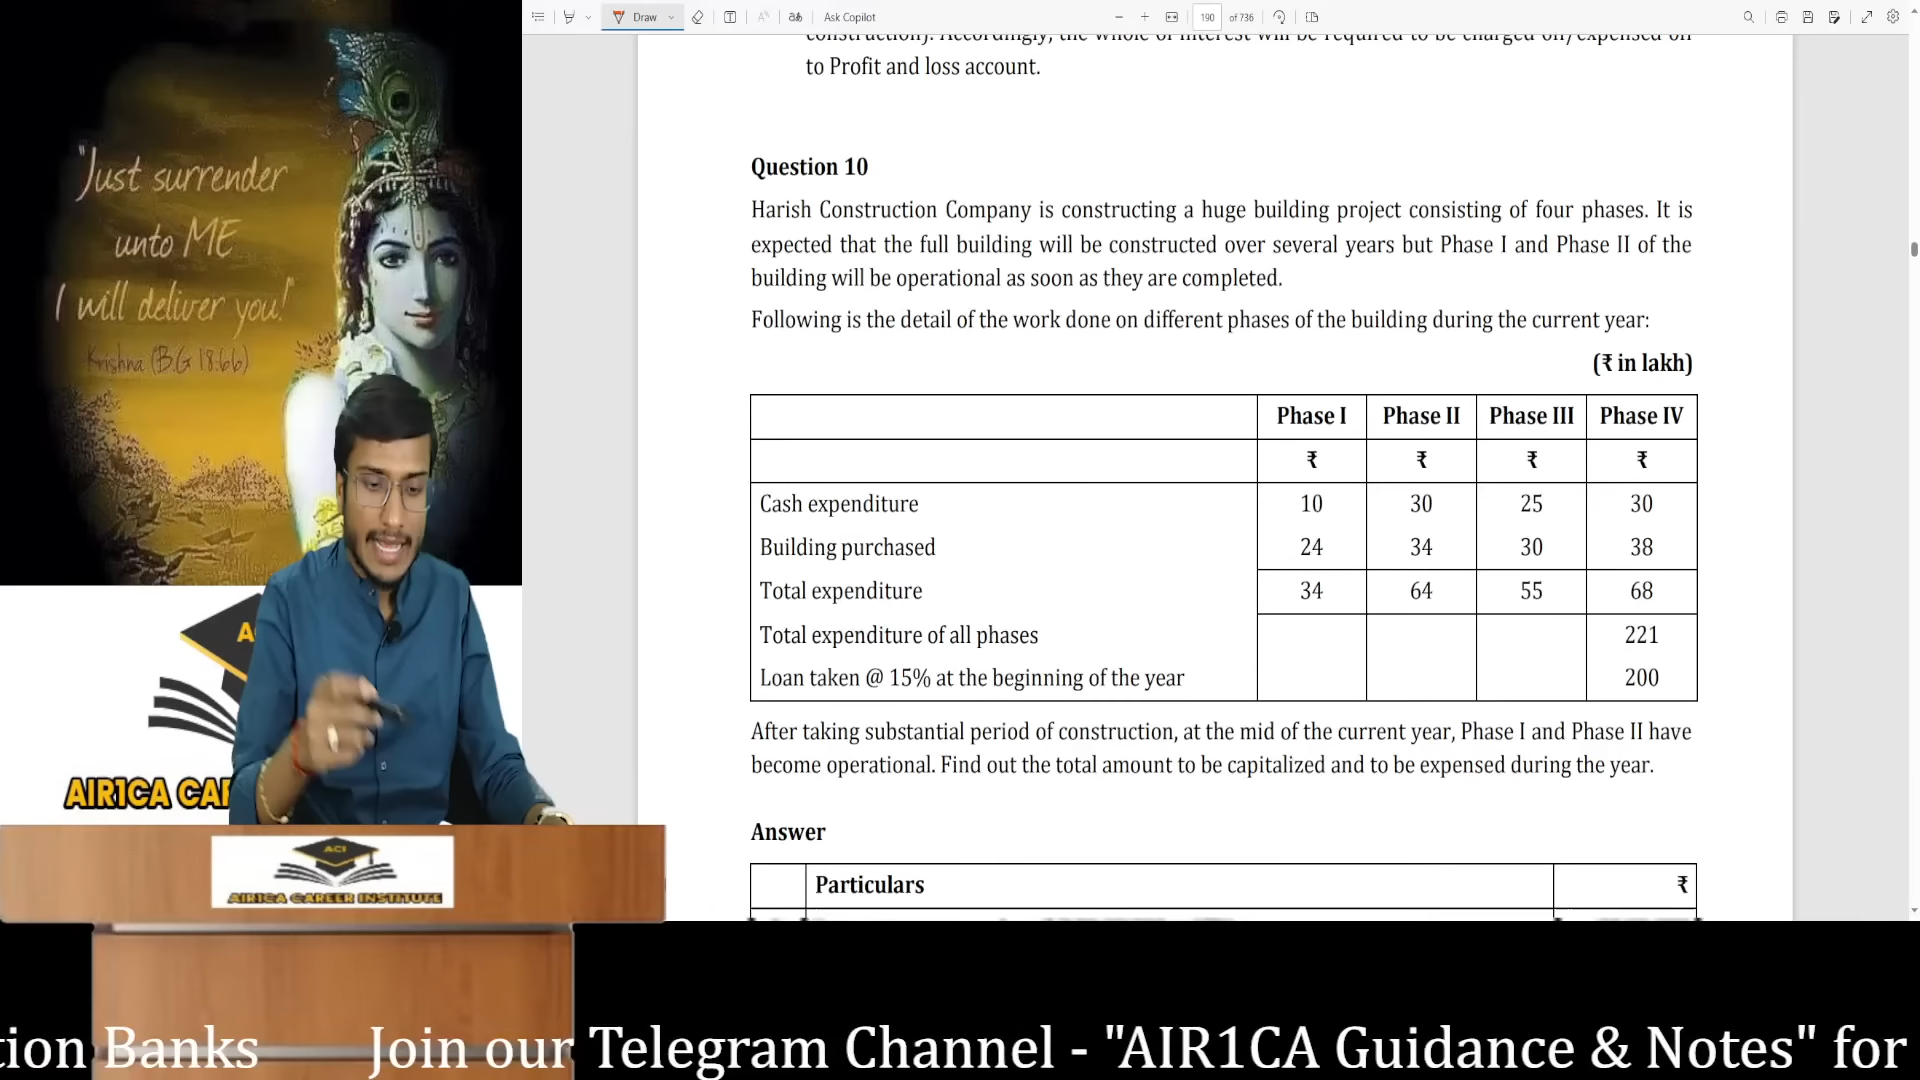 "Just surrender
unto ME
I will deliver you!"
Krishna (B.G 18:66)
AIR1CA CAR
ACI
AIR1CA CAREER INSTITUTE
Draw
Ask Copilot
190 of 736
to Profit and loss account.
Question 10
Harish Construction Company is constructing a huge building project consisting of four phases. It is
expected that the full building will be constructed over several years but Phase I and Phase II of the
building will be operational as soon as they are completed.
Following is the detail of the work done on different phases of the building during the current year:
(₹ in lakh)
Phase I Phase II Phase III Phase IV
₹ ₹ ₹ ₹
Cash expenditure 10 30 25 30
Building purchased 24 34 30 38
Total expenditure 34 64 55 68
Total expenditure of all phases 221
Loan taken @ 15% at the beginning of the year 200
After taking substantial period of construction, at the mid of the current year, Phase I and Phase II have
become operational. Find out the total amount to be capitalized and to be expensed during the year.
Answer
Particulars ₹
tion Banks Join our Telegram Channel - "AIR1CA Guidance & Notes" for